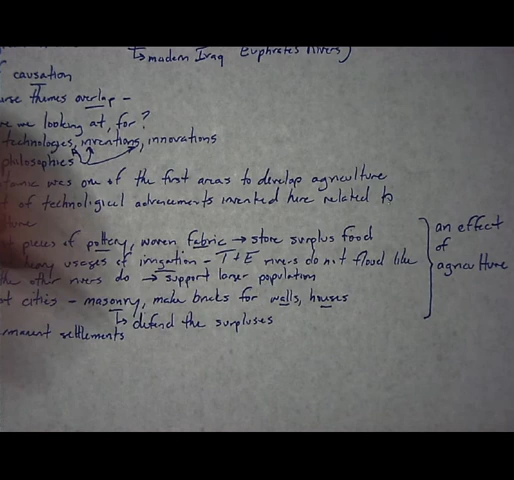 ↳ modern Iraq Euphrates Rivers)
causation
themes overlap -
we looking at, for?
technologies, inventions, innovations
philosophies
was one of the first areas to develop agriculture
of technological advancements invented here related to
pieces of pottery, woven fabric → store surplus food
usages of irrigation - T + E rivers do not flood like
the other rivers do → support larger population
cities - masonry, make bricks for walls, houses
↳ defend the surpluses
settlements
an effect
of
agriculture